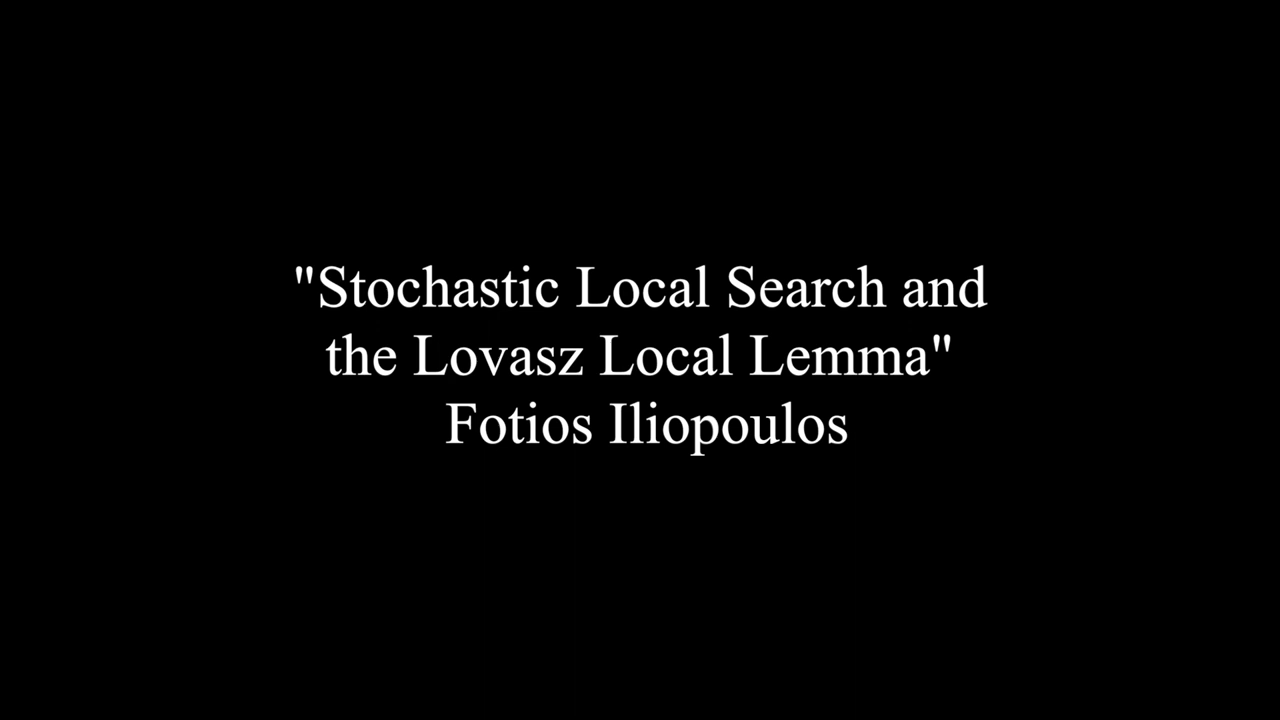 "Stochastic Local Search and
the Lovasz Local Lemma"
Fotios Iliopoulos